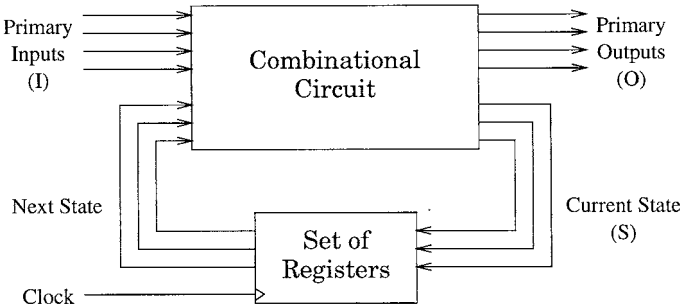 Primary
Inputs
(I)
Combinational
Circuit
Primary
Outputs
(O)
Next State
Current State
(S)
Set of
Registers
Clock